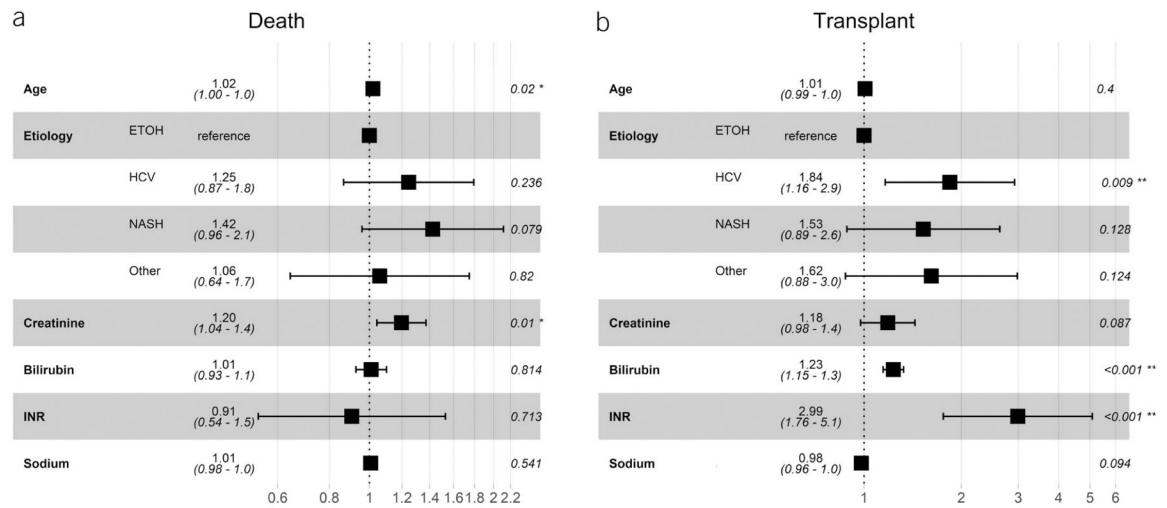 a
Death
Age
1.02
(1.00 - 1.0)
0.02 *
Etiology
ETOH
reference
HCV
1.25
(0.87 - 1.8)
0.236
NASH
1.42
(0.96 - 2.1)
0.079
Other
1.06
(0.64 - 1.7)
0.82
Creatinine
1.20
(1.04 - 1.4)
0.01 *
Bilirubin
1.01
(0.93 - 1.1)
0.814
INR
0.91
(0.54 - 1.5)
0.713
Sodium
1.01
(0.98 - 1.0)
0.541
0.6 0.8 1 1.2 1.4 1.6 1.8 2 2.2
b
Transplant
Age
1.01
(0.99 - 1.0)
0.4
Etiology
ETOH
reference
HCV
1.84
(1.16 - 2.9)
0.009 **
NASH
1.53
(0.89 - 2.6)
0.128
Other
1.62
(0.88 - 3.0)
0.124
Creatinine
1.18
(0.98 - 1.4)
0.087
Bilirubin
1.23
(1.15 - 1.3)
<0.001 **
INR
2.99
(1.76 - 5.1)
<0.001 **
Sodium
0.98
(0.96 - 1.0)
0.094
1 2 3 4 5 6